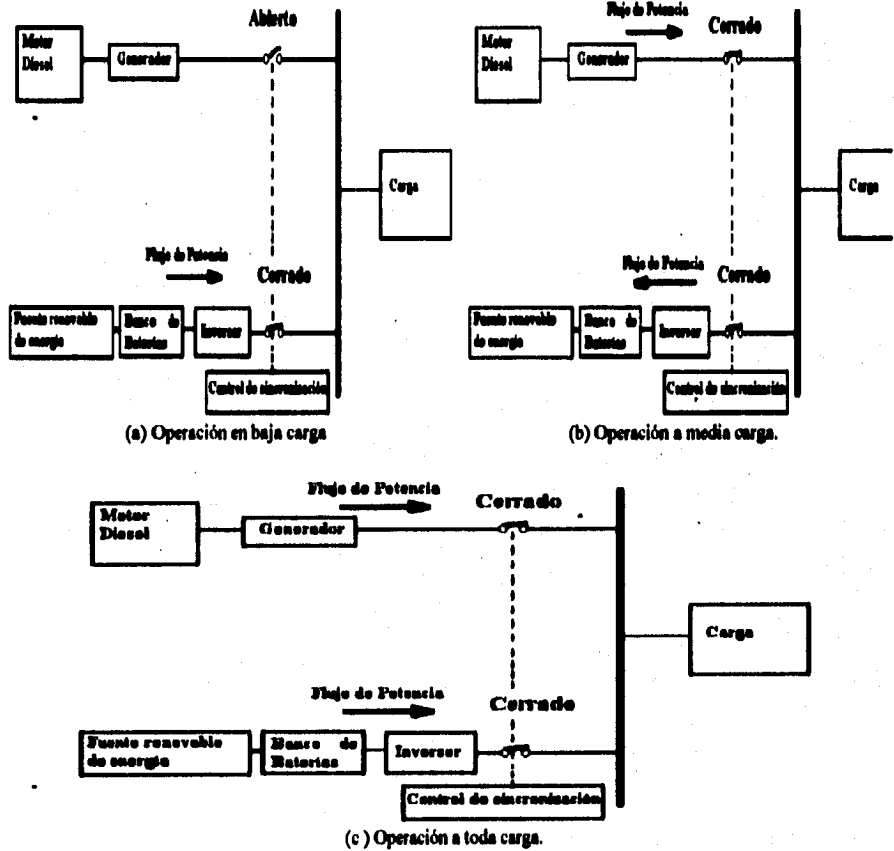 Abierto
Motor
Diesel
Generador
Carga
Flujo de Potencia
Cerrado
Fuente renovable
de energía
Banco de
Baterías
Inversor
Control de sincronización
(a) Operación en baja carga
Flujo de Potencia
Cerrado
Motor
Diesel
Generador
Carga
Flujo de Potencia
Cerrado
Fuente renovable
de energía
Banco de
Baterías
Inversor
Control de sincronización
(b) Operación a media carga.
Flujo de Potencia
Cerrado
Motor
Diesel
Generador
Carga
Flujo de Potencia
Cerrado
Fuente renovable
de energía
Banco de
Baterías
Inversor
Control de sincronización
(c ) Operación a toda carga.